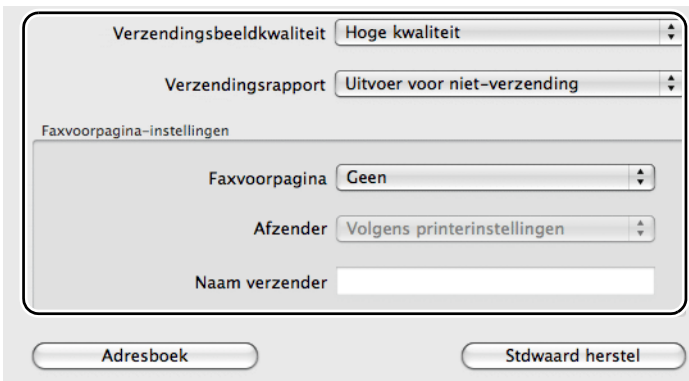 Verzendingsbeeldkwaliteit Hoge kwaliteit
Verzendingsrapport Uitvoer voor niet-verzending
Faxvoorpagina-instellingen
Faxvoorpagina Geen
Afzender Volgens printerinstellingen
Naam verzender
Adresboek Stdwaard herstel